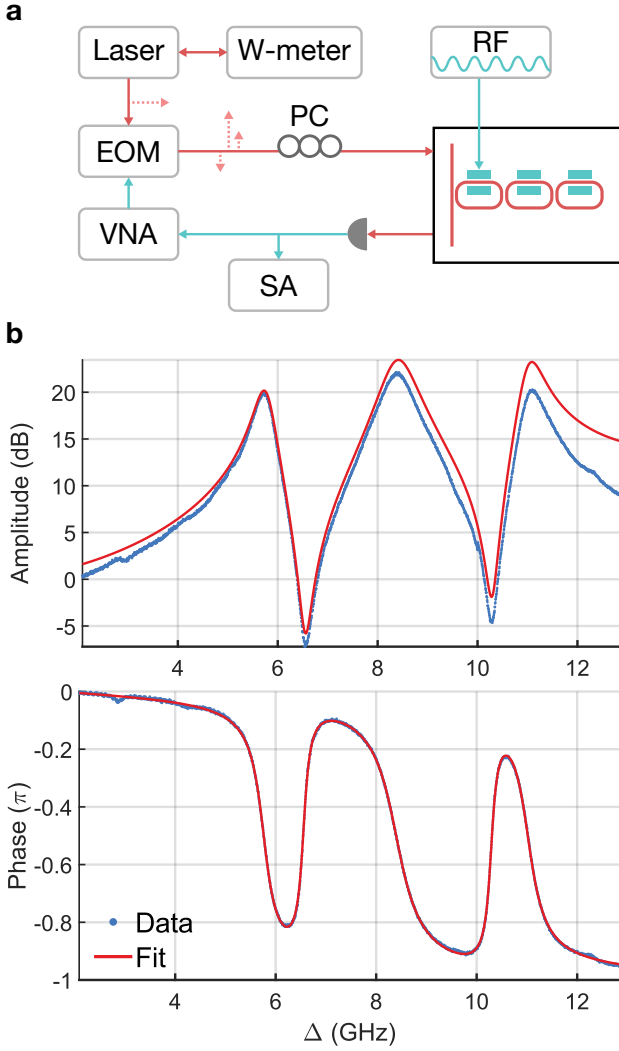 a
Laser
W-meter
RF
PC
EOM
VNA
SA
b
Amplitude (dB)
20
15
10
5
0
-5
4
6
8
10
12
Phase (π)
0
-0.2
-0.4
-0.6
-0.8
-1
Data
Fit
4
6
8
10
12
Δ (GHz)